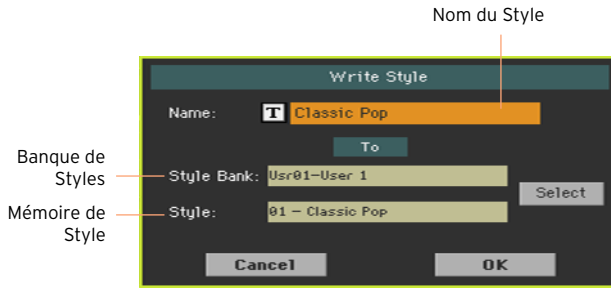 Nom du Style
Write Style
Name: T Classic Pop
To
Banque de
Styles
Style Bank: Usr01-User 1
Select
Mémoire de
Style
Style: 01 - Classic Pop
Cancel OK